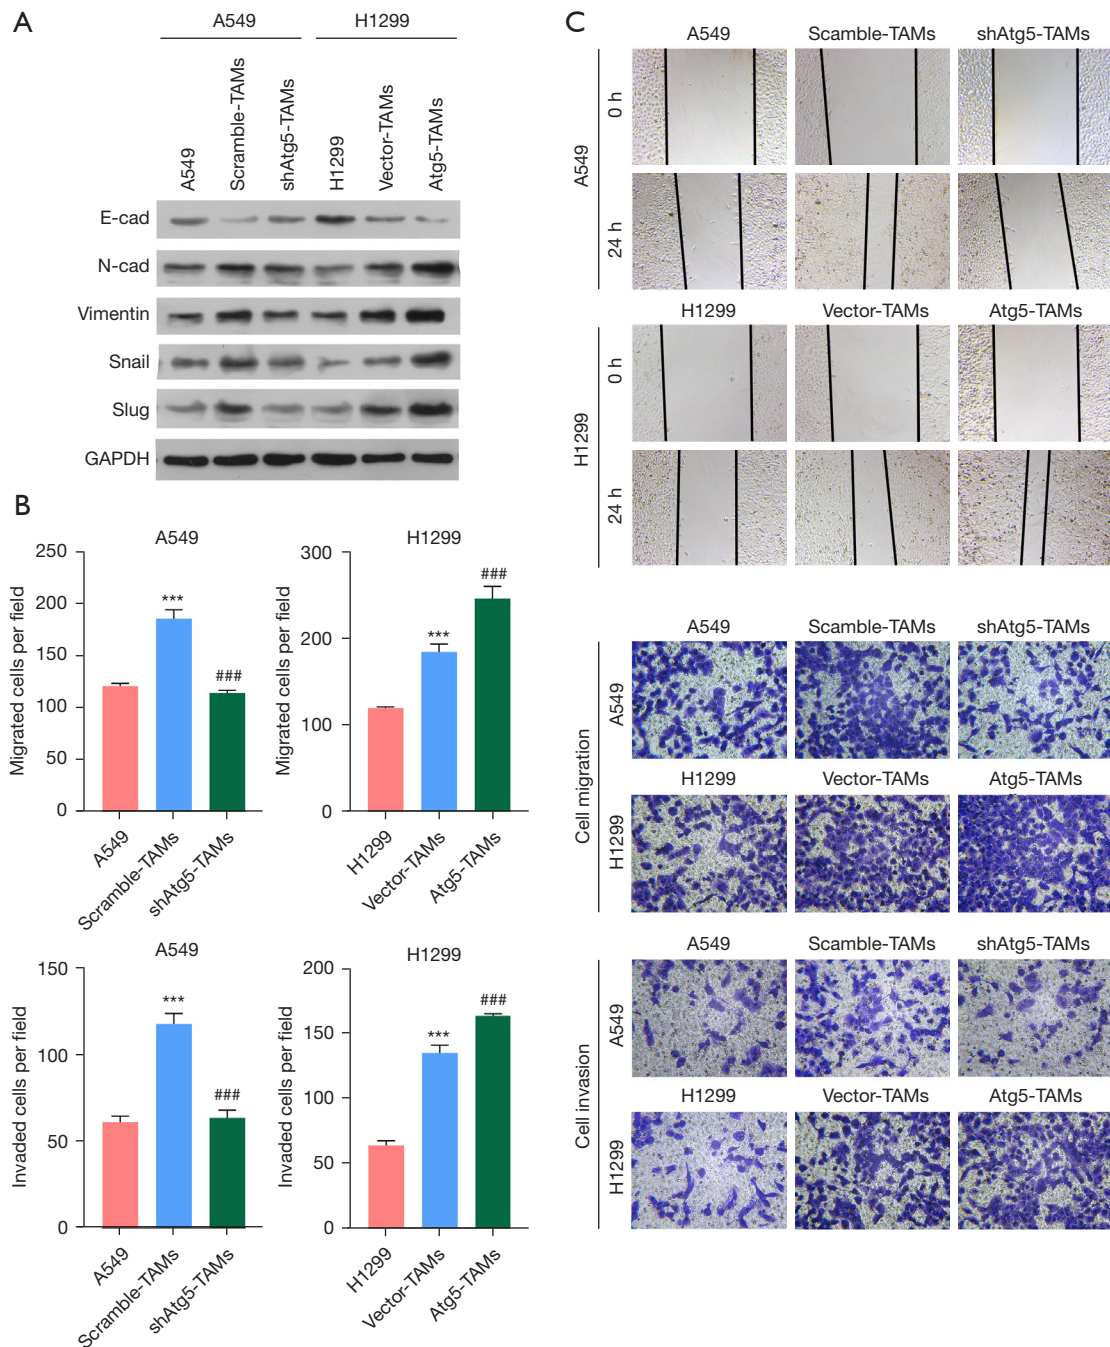 A
A549
H1299
A549
Scramble-TAMs
shAtg5-TAMs
H1299
Vector-TAMs
Atg5-TAMs
E-cad
N-cad
Vimentin
Snail
Slug
GAPDH
B
A549
Migrated cells per field
250
200
150
100
50
0
***
###
A549
Scramble-TAMs
shAtg5-TAMs
H1299
Migrated cells per field
300
200
100
0
***
###
H1299
Vector-TAMs
Atg5-TAMs
A549
Invaded cells per field
150
100
50
0
***
###
A549
Scramble-TAMs
shAtg5-TAMs
H1299
Invaded cells per field
200
150
100
50
0
***
###
H1299
Vector-TAMs
Atg5-TAMs
C
A549 Scamble-TAMs shAtg5-TAMs
A549
0 h
24 h
H1299 Vector-TAMs Atg5-TAMs
H1299
0 h
24 h
Cell migration
A549 Scamble-TAMs shAtg5-TAMs
A549
H1299 Vector-TAMs Atg5-TAMs
H1299
Cell invasion
A549 Scamble-TAMs shAtg5-TAMs
A549
H1299 Vector-TAMs Atg5-TAMs
H1299